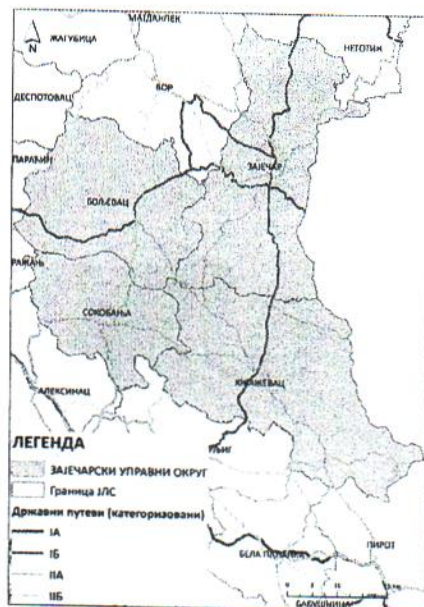 МАЈДАНПЕК
ЖАГУБИЦА
N
НЕГОТИН
БОР
ДЕСПОТОВАЦ
ПАРАЋИН
ЗАЈЕЧАР
БОЉЕВАЦ
РАЖАЊ
СОКОБАЊА
КЊАЖЕВАЦ
АЛЕКСИНАЦ
ЛЕГЕНДА
ЗАЈЕЧАРСКИ УПРАВНИ ОКРУГ
Граница ЈЛС
Државни путеви (категоризовани)
IA
IБ
IIA
IIБ
БЕЛА ПАЛАНКА
ПИРОТ
БАБУШНИЦА